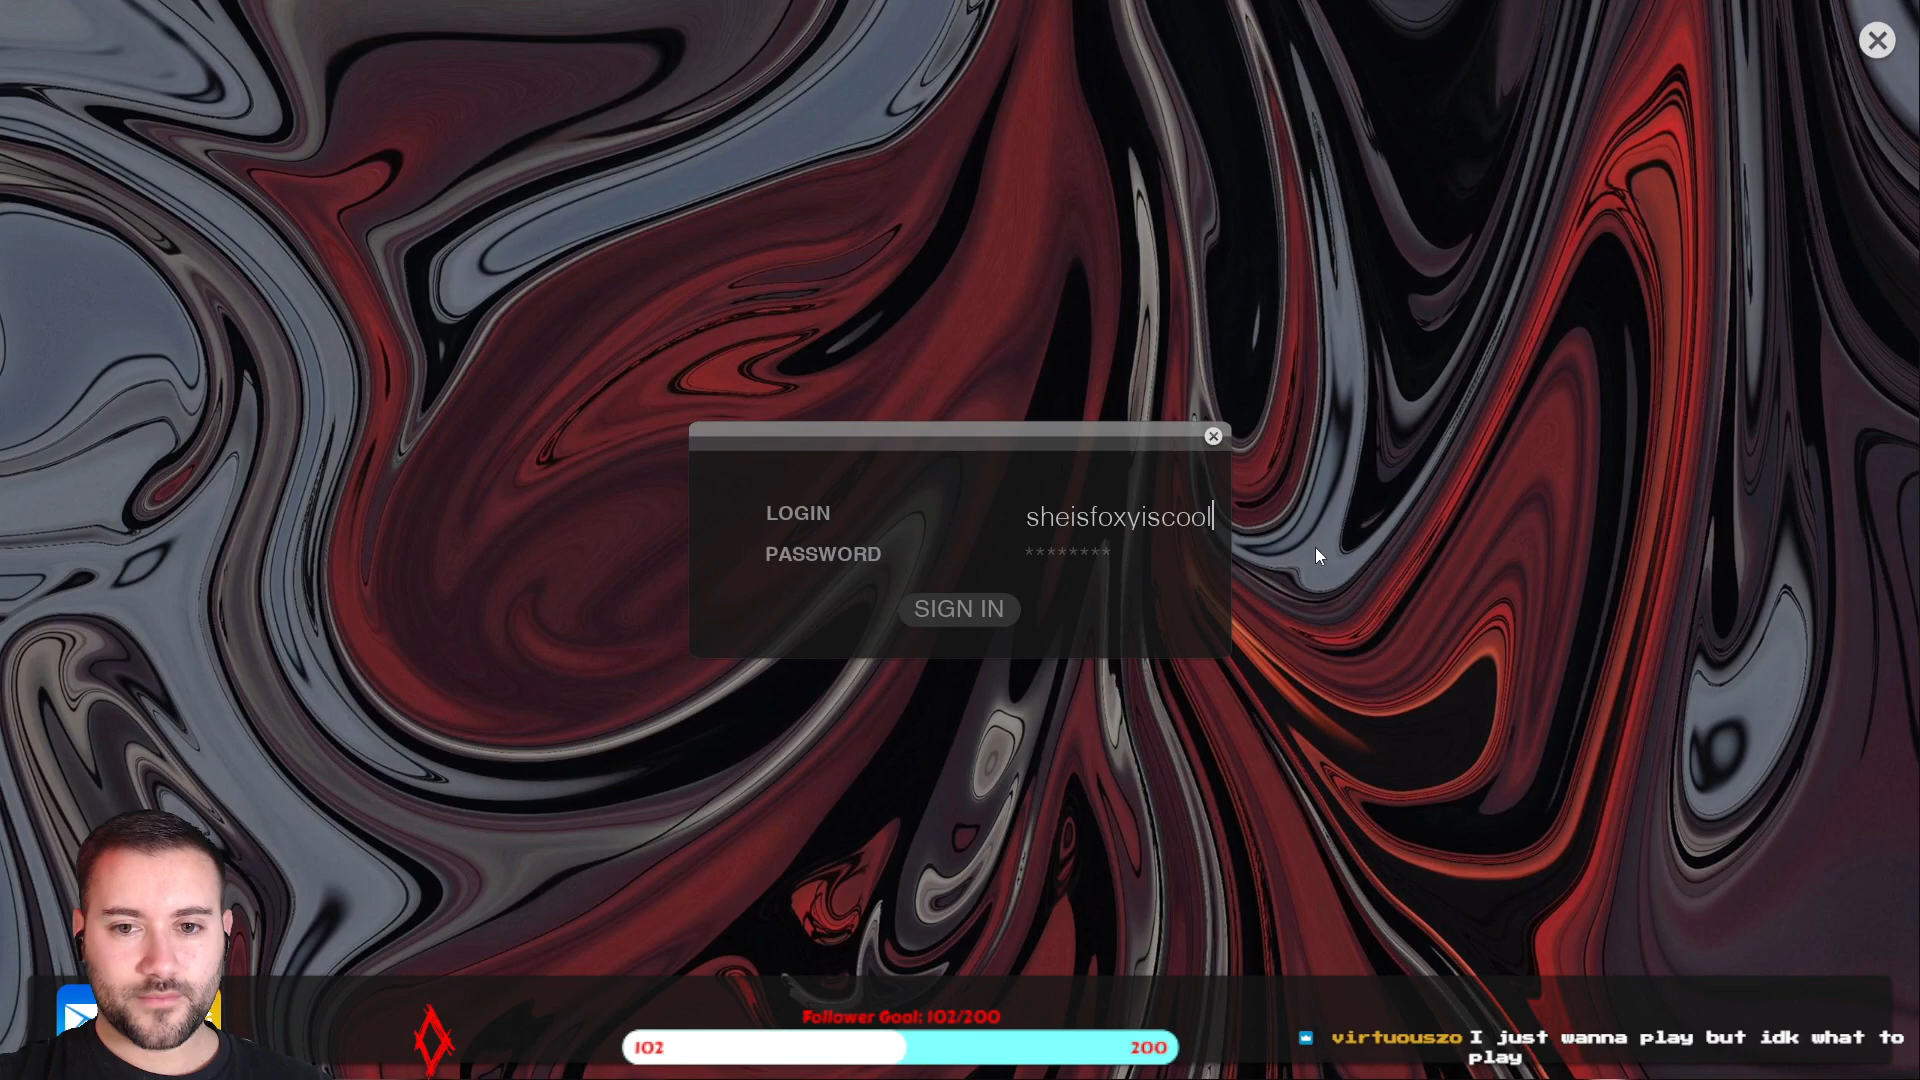 LOGIN sheisfoxyiscool
PASSWORD ********
SIGN IN
Follower Goal: 102/200
102 200
virtuouszo I just wanna play but idk what to
play